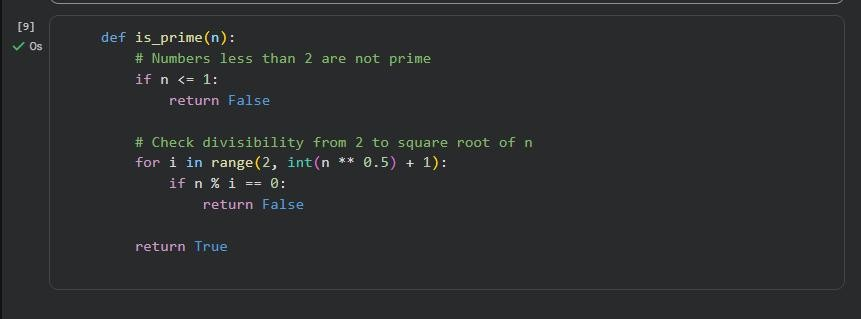 [9]
✓ 0s
def is_prime(n):
    # Numbers less than 2 are not prime
    if n <= 1:
        return False

    # Check divisibility from 2 to square root of n
    for i in range(2, int(n ** 0.5) + 1):
        if n % i == 0:
            return False

    return True